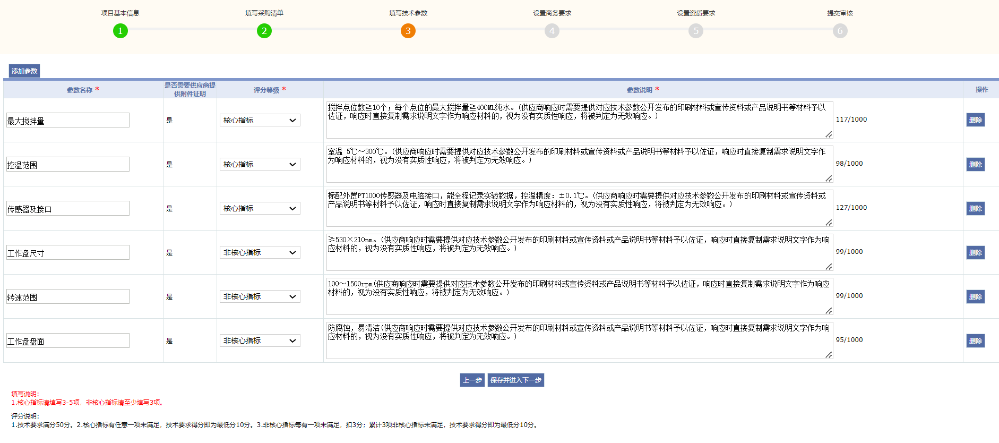 项目基本信息
填写采购清单
填写技术参数
设置商务要求
设置资质要求
提交审核
1
2
3
4
5
6
添加参数
参数名称 *
是否需要供应商提
供附件证明
评分等级 *
参数说明 *
操作
最大搅拌量
是
核心指标
搅拌点位数≧10个；每个点位的最大搅拌量≧400ML纯水。(供应商响应时需要提供对应技术参数公开发布的印刷材料或宣传资料或产品说明书等材料予以
佐证，响应时直接复制需求说明文字作为响应材料的，视为没有实质性响应，将被判定为无效响应。)
117/1000
删除
控温范围
是
核心指标
室温 5℃～300℃。(供应商响应时需要提供对应技术参数公开发布的印刷材料或宣传资料或产品说明书等材料予以佐证，响应时直接复制需求说明文字作
为响应材料的，视为没有实质性响应，将被判定为无效响应。)
98/1000
删除
传感器及接口
是
核心指标
标配外置PT1000传感器及电脑接口，能全程记录实验数据，控温精度：±0.1℃。(供应商响应时需要提供对应技术参数公开发布的印刷材料或宣传资料或
产品说明书等材料予以佐证，响应时直接复制需求说明文字作为响应材料的，视为没有实质性响应，将被判定为无效响应。)
127/1000
删除
工作盘尺寸
是
非核心指标
≥530×210mm。(供应商响应时需要提供对应技术参数公开发布的印刷材料或宣传资料或产品说明书等材料予以佐证，响应时直接复制需求说明文字作为响
应材料的，视为没有实质性响应，将被判定为无效响应。)
99/1000
删除
转速范围
是
非核心指标
100～1500rpm(供应商响应时需要提供对应技术参数公开发布的印刷材料或宣传资料或产品说明书等材料予以佐证，响应时直接复制需求说明文字作为响应
材料的，视为没有实质性响应，将被判定为无效响应。)
99/1000
删除
工作盘盘面
是
非核心指标
防腐蚀，易清洁(供应商响应时需要提供对应技术参数公开发布的印刷材料或宣传资料或产品说明书等材料予以佐证，响应时直接复制需求说明文字作为响
应材料的，视为没有实质性响应，将被判定为无效响应。)
95/1000
删除
上一步
保存并进入下一步
填写说明：
1.核心指标请填写3-5项，非核心指标请至少填写3项。
评分说明：
1.技术要求满分50分。2.核心指标有任意一项未满足，技术要求得分即为最低分10分。3.非核心指标每有一项未满足，扣3分；累计3项非核心指标未满足，技术要求得分即为最低分10分。